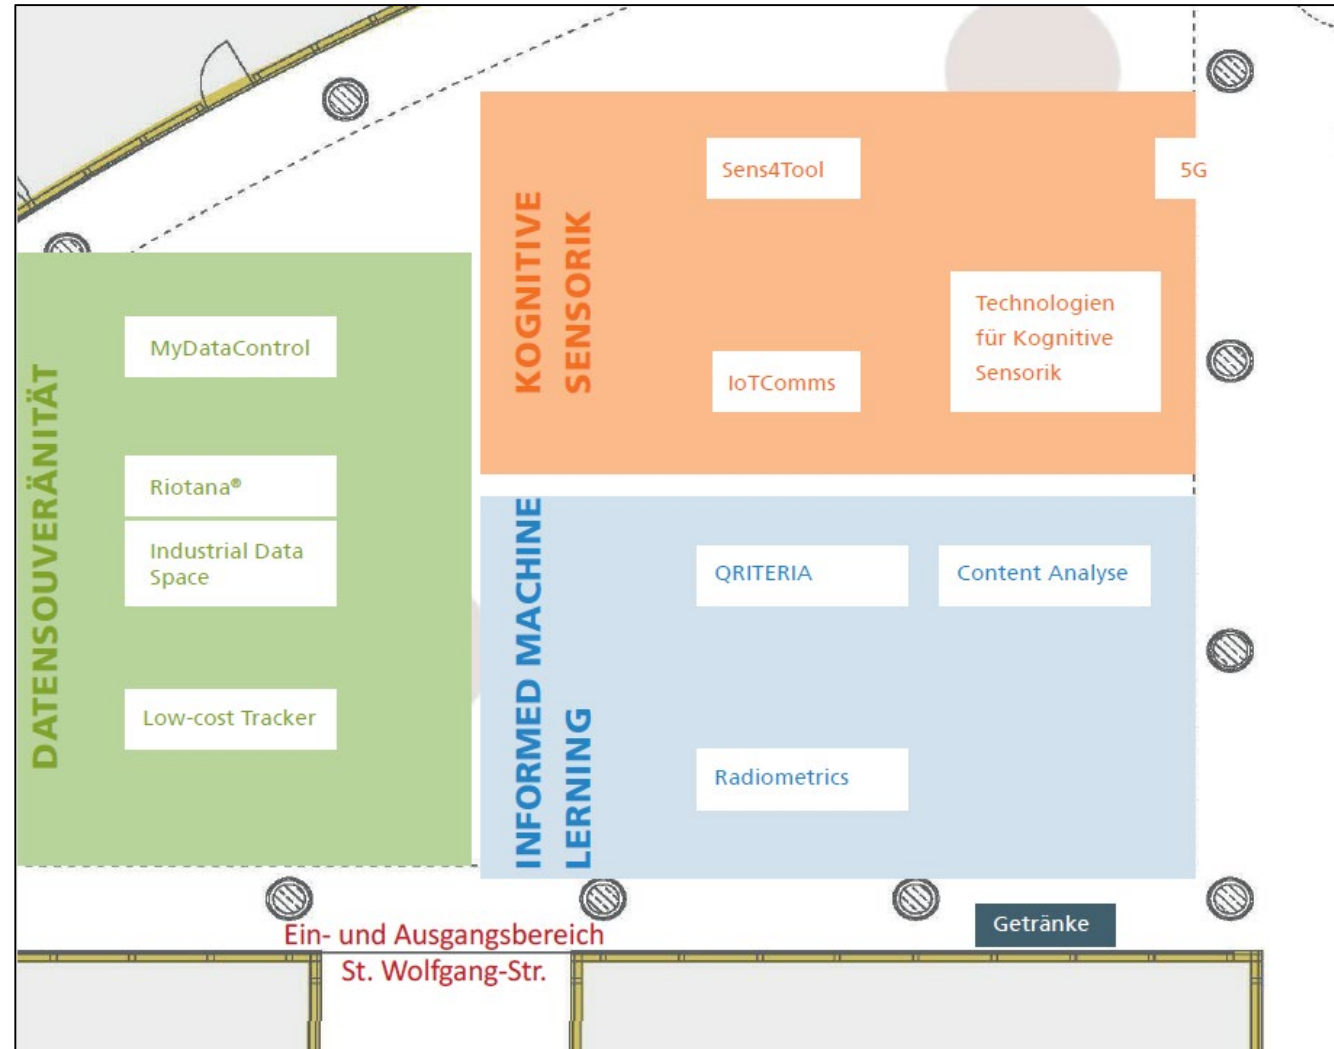 KOGNITIVE
SENSORIK
Sens4Tool
5G
Technologien
für Kognitive
Sensorik
IoTComms
DATENSOUVERÄNITÄT
MyDataControl
Riotana®
Industrial Data
Space
Low-cost Tracker
INFORMED MACHINE
LERNING
QRITERIA
Content Analyse
Radiometrics
Getränke
Ein- und Ausgangsbereich
St. Wolfgang-Str.